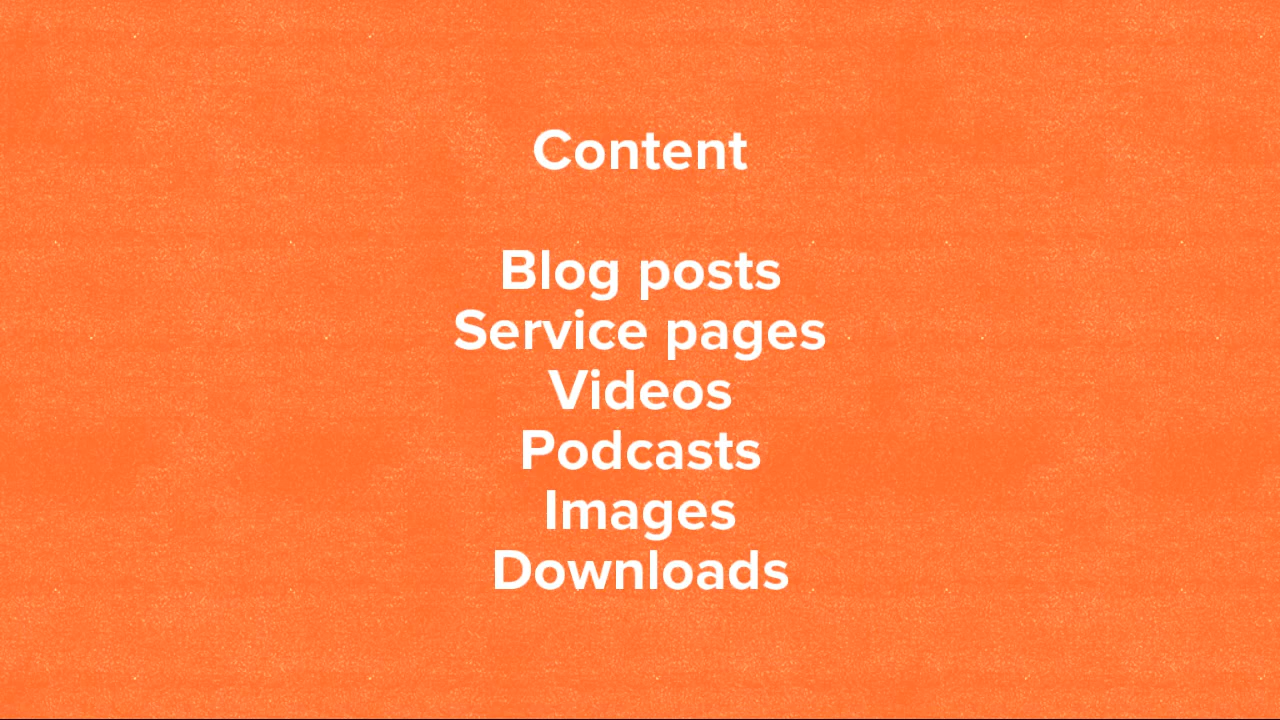 Content
Blog posts
Service pages
Videos
Podcasts
Images
Downloads